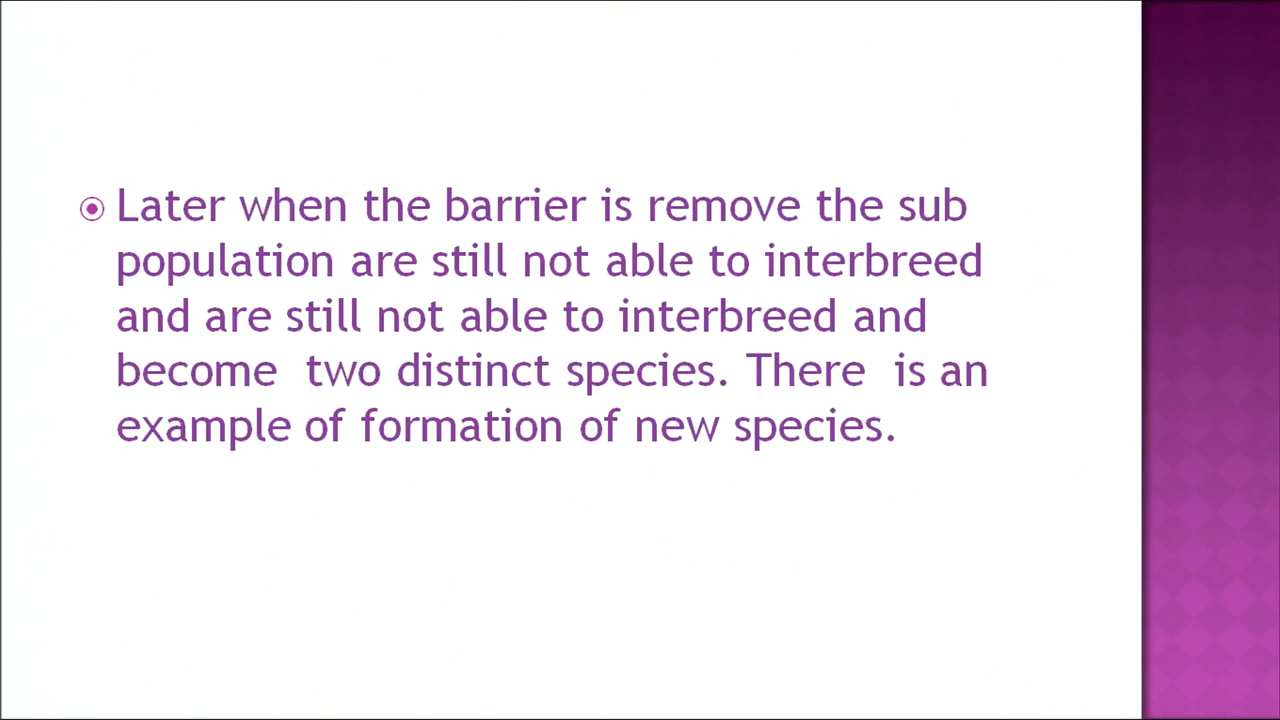 Later when the barrier is remove the sub
population are still not able to interbreed
and are still not able to interbreed and
become  two distinct species. There  is an
example of formation of new species.